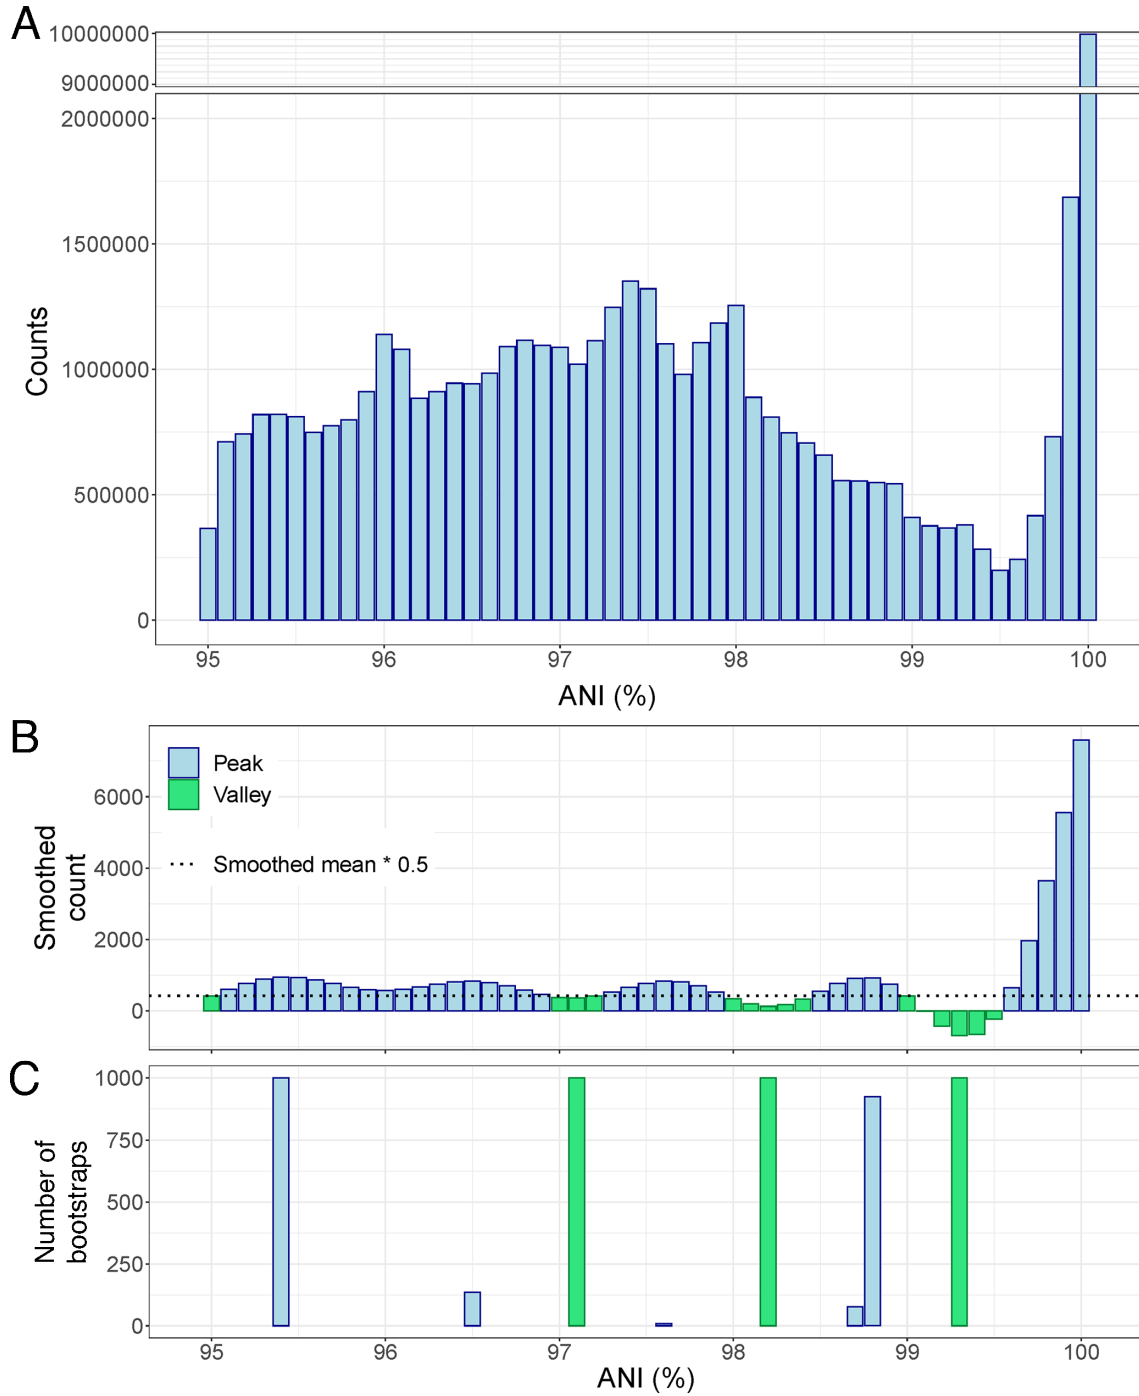 A
10000000
9000000
2000000
1500000
1000000
500000
0
Counts
95 96 97 98 99 100
ANI (%)
B
Peak
Valley
Smoothed mean * 0.5
6000
4000
2000
0
Smoothed
count
C
1000
750
500
250
0
Number of
bootstraps
95 96 97 98 99 100
ANI (%)